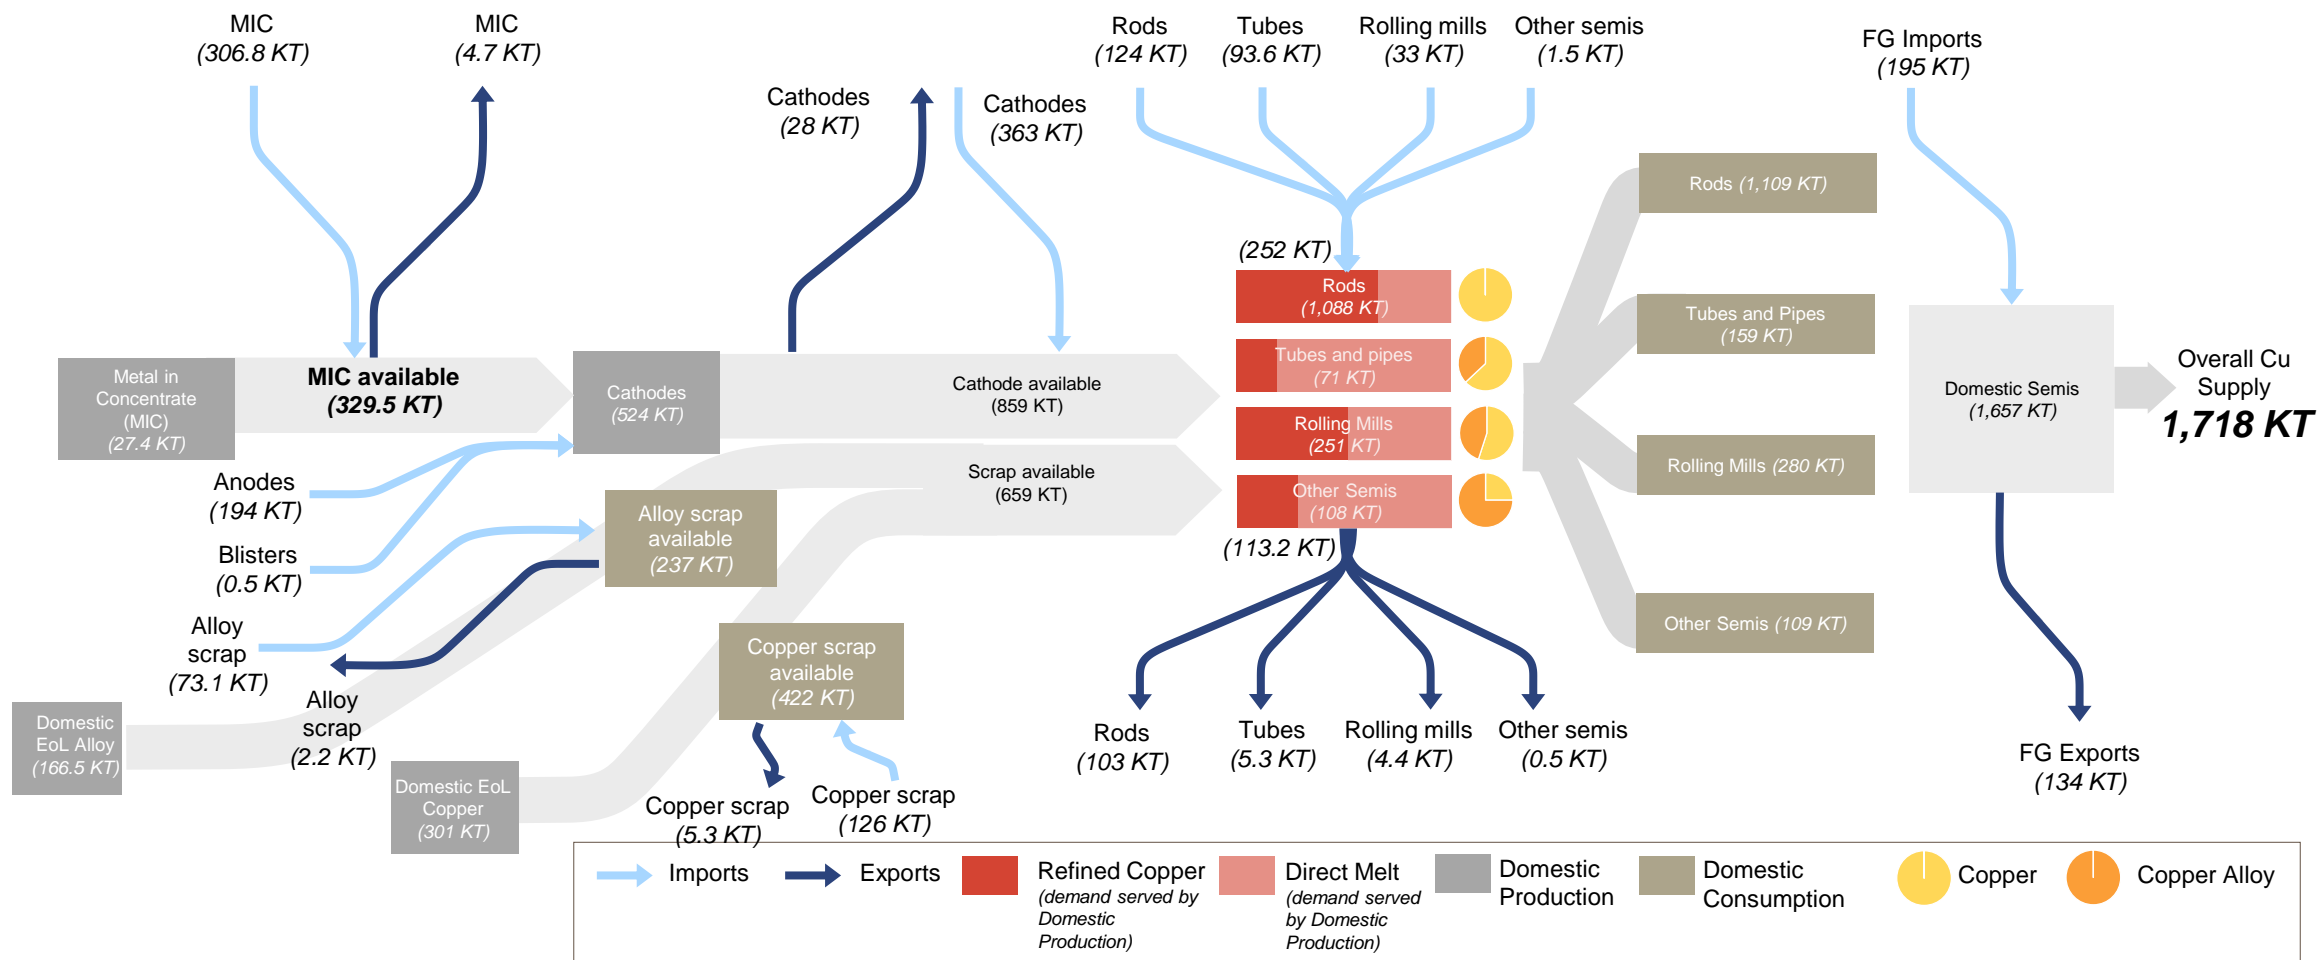 MIC
(306.8 KT)
MIC
(4.7 KT)
Cathodes
(28 KT)
Cathodes
(363 KT)
Rods
(124 KT)
Tubes
(93.6 KT)
Rolling mills
(33 KT)
Other semis
(1.5 KT)
FG Imports
(195 KT)
Metal in
Concentrate
(MIC)
(27.4 KT)
MIC available
(329.5 KT)
Cathodes
(524 KT)
Cathode available
(859 KT)
Scrap available
(659 KT)
Anodes
(194 KT)
Blisters
(0.5 KT)
Alloy
scrap
(73.1 KT)
Alloy scrap
available
(237 KT)
Alloy
scrap
(2.2 KT)
Domestic
EoL Alloy
(166.5 KT)
Domestic EoL
Copper
(301 KT)
Copper scrap
available
(422 KT)
Copper scrap
(5.3 KT)
Copper scrap
(126 KT)
(252 KT)
Rods
(1,088 KT)
Tubes and pipes
(71 KT)
Rolling Mills
(251 KT)
Other Semis
(108 KT)
(113.2 KT)
Rods
(103 KT)
Tubes
(5.3 KT)
Rolling mills
(4.4 KT)
Other semis
(0.5 KT)
Rods (1,109 KT)
Tubes and Pipes
(159 KT)
Rolling Mills (280 KT)
Other Semis (109 KT)
Domestic Semis
(1,657 KT)
Overall Cu
Supply
1,718 KT
FG Exports
(134 KT)
Imports
Exports
Refined Copper
(demand served by
Domestic
Production)
Direct Melt
(demand served
by Domestic
Production)
Domestic
Production
Domestic
Consumption
Copper
Copper Alloy